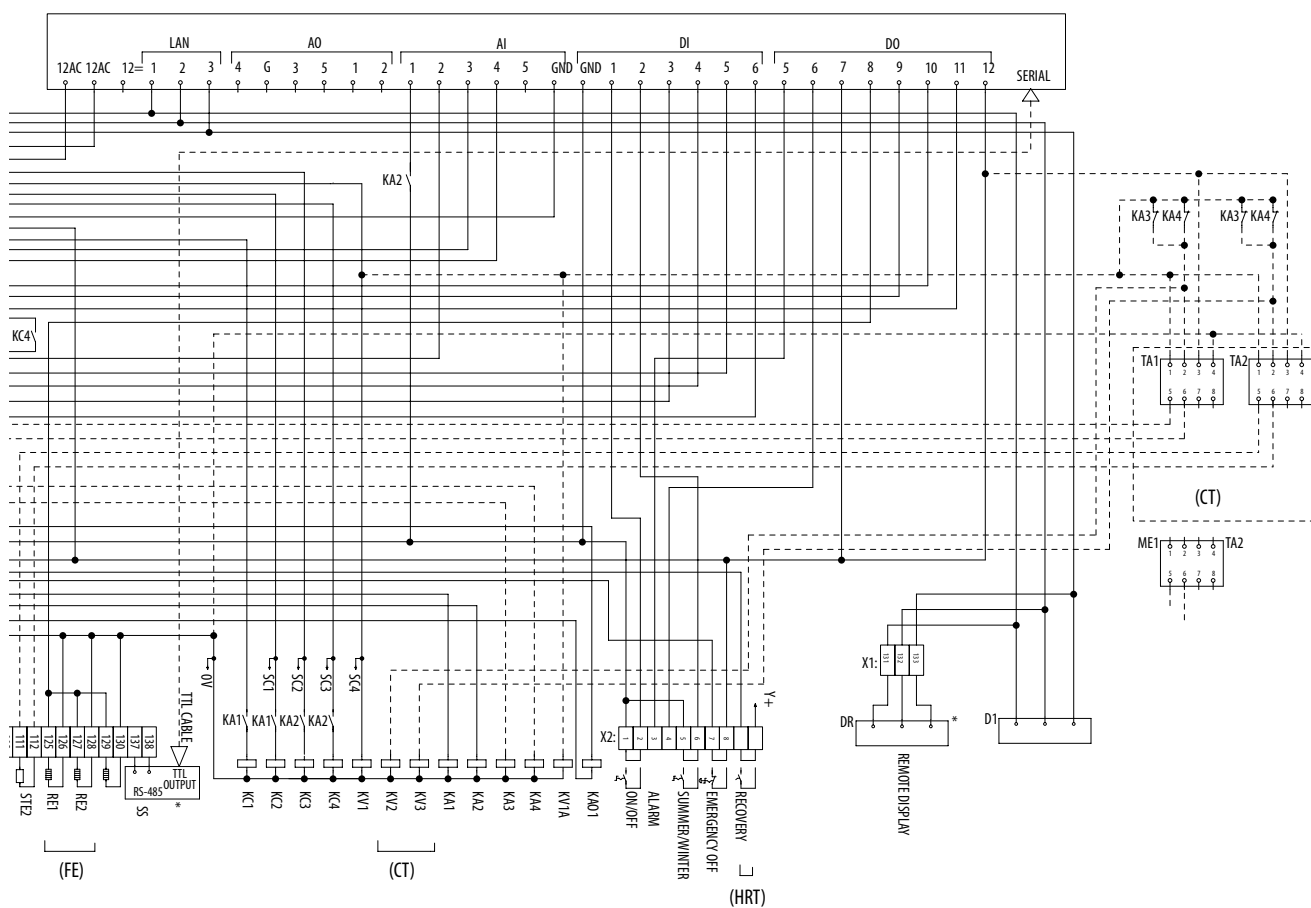 LAN AO AI DI DO
12AC 12AC 12= 1 2 3 4 G 3 5 1 2 1 2 3 4 5 GND GND 1 2 3 4 5 6 5 6 7 8 9 10 11 12 SERIAL
KA2
KA3 KA4 KA3 KA4
KC4
TA1 1 2 3 4 TA2 1 2 3 4
5 6 7 8 5 6 7 8
(CT)
ME1 1 2 3 4 TA2
5 6 7 8
X1: 131 132 133
0V SC1 SC2 SC3 SC4 Y+
TTL CABLE
KA1 KA1 KA2 KA2
DR * D1
X2: 1 2 3 4 5 6 7 8
111 112 125 126 127 128 129 130 137 138
TTL OUTPUT
RS-485
*
STE2 RE1 RE2 SS
KC1 KC2 KC3 KC4 KV1 KV2 KV3 KA1 KA2 KA3 KA4 KV1A KA01
ON/OFF ALARM SUMMER/WINTER EMERGENCY OFF RECOVERY
REMOTE DISPLAY
(FE) (CT) (HRT)